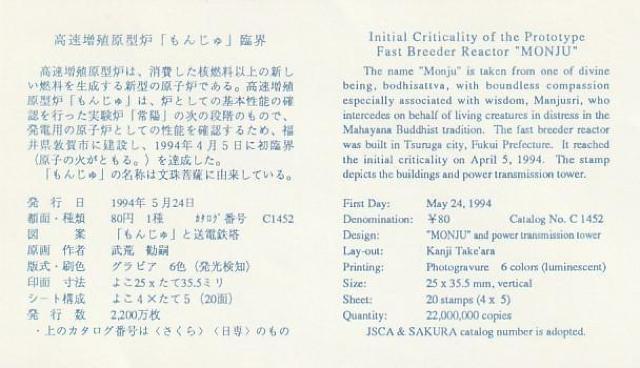 高速増殖原型炉「もんじゅ」臨界
高速増殖原型炉は、消費した核燃料以上の新し
い燃料を生成する新型の原子炉である。高速増殖
原型炉「もんじゅ」は、炉としての基本性能の確
認を行った実験炉「常陽」の次の段階のもので、
発電用の原子炉としての性能を確認するため、福
井県敦賀市に建設し、1994年4月5日に初臨界
(原子の火がともる。)を達成した。
「もんじゅ」の名称は文珠菩薩に由来している。
発行日 1994年5月24日
額面・種類 80円 1種 カタログ番号 C1452
図案 「もんじゅ」と送電鉄塔
原画作者 武荒 勧嗣
版式・刷色 グラビア 6色(発光検知)
印面寸法 よこ25×たて35.5ミリ
シート構成 よこ4×たて5(20面)
発行数 2,200万枚
・上のカタログ番号は〈さくら〉〈日専〉のもの
Initial Criticality of the Prototype
Fast Breeder Reactor "MONJU"
The name "Monju" is taken from one of divine
being, bodhisattva, with boundless compassion
especially associated with wisdom, Manjusri, who
intercedes on behalf of living creatures in distress in the
Mahayana Buddhist tradition. The fast breeder reactor
was built in Tsuruga city, Fukui Prefecture. It reached
the initial criticality on April 5, 1994. The stamp
depicts the buildings and power transmission tower.
First Day: May 24, 1994
Denomination: ¥80 Catalog No. C 1452
Design: "MONJU" and power transmission tower
Lay-out: Kanji Take'ara
Printing: Photogravure 6 colors (luminescent)
Size: 25 x 35.5 mm, vertical
Sheet: 20 stamps (4 x 5)
Quantity: 22,000,000 copies
JSCA & SAKURA catalog number is adopted.